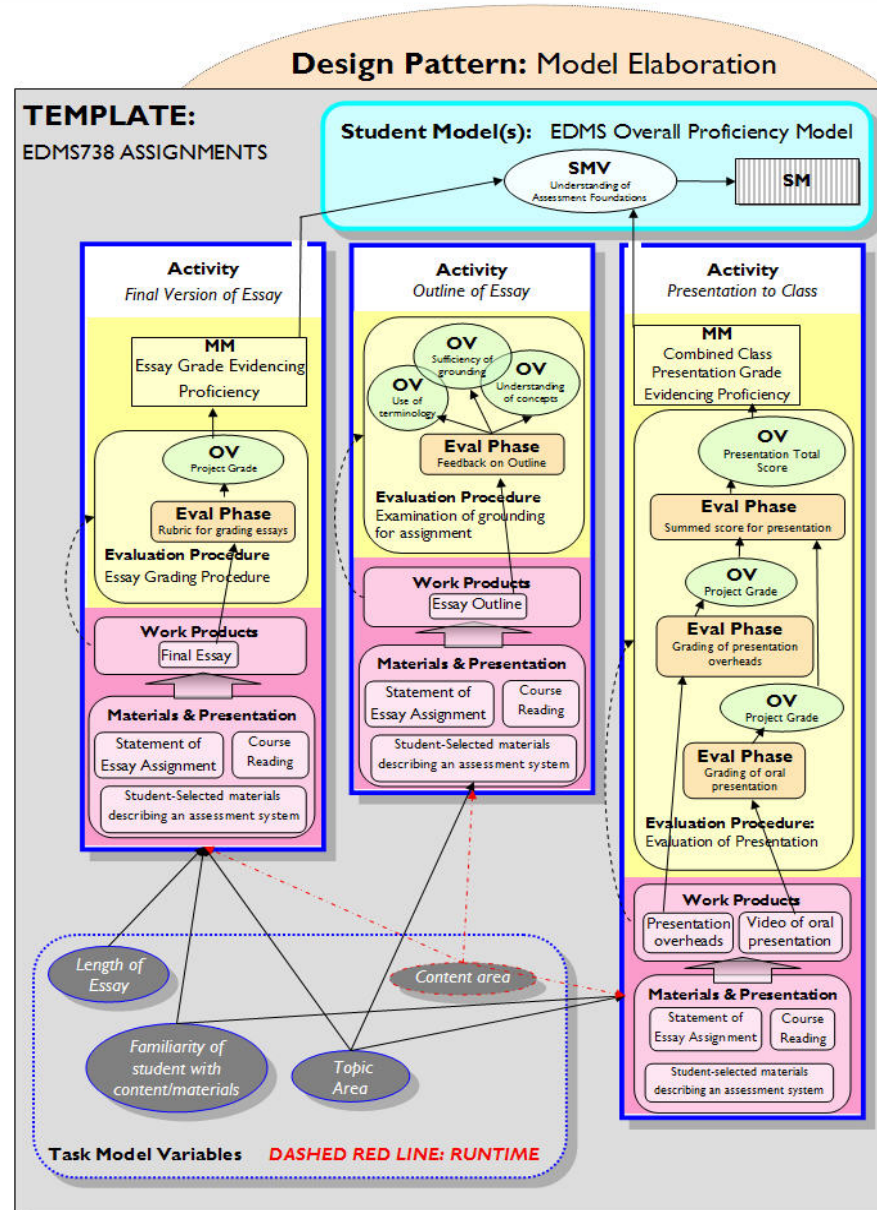 Design Pattern: Model Elaboration
TEMPLATE:
EDMS738 ASSIGNMENTS
Student Model(s): EDMS Overall Proficiency Model
SMV
Understanding of
Assessment Foundations
SM
Activity
Final Version of Essay
MM
Essay Grade Evidencing
Proficiency
OV
Project Grade
Eval Phase
Rubric for grading essays
Evaluation Procedure
Essay Grading Procedure
Work Products
Final Essay
Materials & Presentation
Statement of
Essay Assignment
Course
Reading
Student-Selected materials
describing an assessment system
Activity
Outline of Essay
OV
Sufficiency of
grounding
OV
Use of
terminology
OV
Understanding
of concepts
Eval Phase
Feedback on Outline
Evaluation Procedure
Examination of grounding
for assignment
Work Products
Essay Outline
Materials & Presentation
Statement of
Essay Assignment
Course
Reading
Student-Selected materials
describing an assessment system
Activity
Presentation to Class
MM
Combined Class
Presentation Grade
Evidencing Proficiency
OV
Presentation Total
Score
Eval Phase
Summed score for presentation
OV
Project Grade
Eval Phase
Grading of presentation
overheads
OV
Project Grade
Eval Phase
Grading of oral
presentation
Evaluation Procedure:
Evaluation of Presentation
Work Products
Presentation
overheads
Video of oral
presentation
Materials & Presentation
Statement of
Essay Assignment
Course
Reading
Student-selected materials
describing an assessment system
Length of
Essay
Content area
Familiarity of
student with
content/materials
Topic
Area
Task Model Variables
DASHED RED LINE: RUNTIME